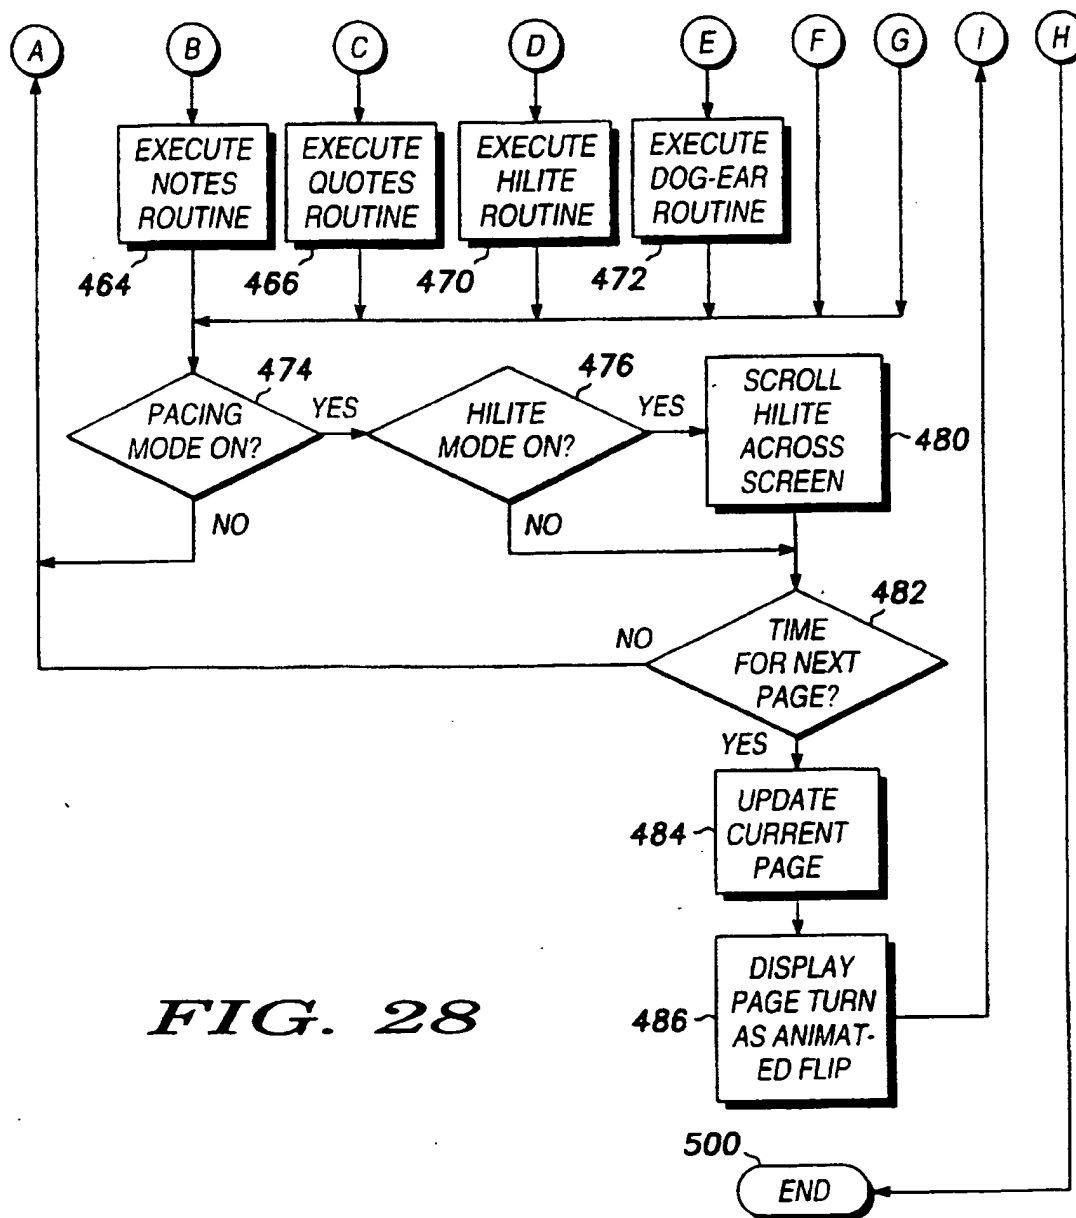 A
B
C
D
E
F
G
I
H
EXECUTE
NOTES
ROUTINE
464
EXECUTE
QUOTES
ROUTINE
466
EXECUTE
HILITE
ROUTINE
470
EXECUTE
DOG-EAR
ROUTINE
472
PACING
MODE ON?
474
YES
NO
HILITE
MODE ON?
476
YES
NO
SCROLL
HILITE
ACROSS
SCREEN
480
TIME
FOR NEXT
PAGE?
482
NO
YES
UPDATE
CURRENT
PAGE
484
DISPLAY
PAGE TURN
AS ANIMAT-
ED FLIP
486
FIG. 28
500
END